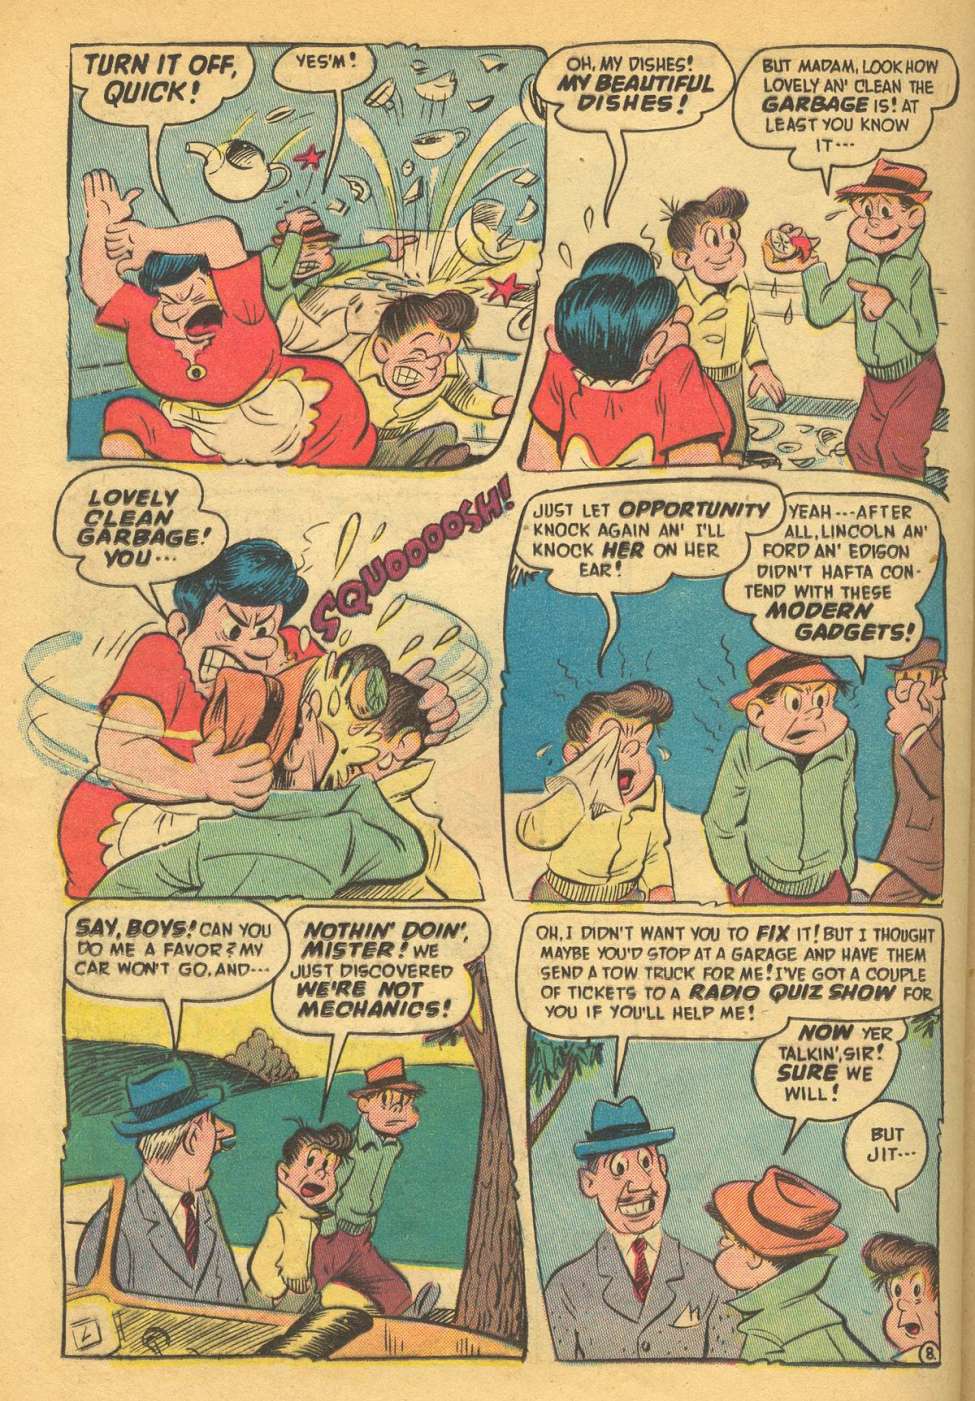 TURN IT OFF,
QUICK!
YES'M!
OH, MY DISHES!
MY BEAUTIFUL
DISHES!
BUT MADAM, LOOK HOW
LOVELY AN' CLEAN THE
GARBAGE IS! AT
LEAST YOU KNOW
IT---
LOVELY
CLEAN
GARBAGE!
YOU---
SQUOOOOSH!
JUST LET OPPORTUNITY
KNOCK AGAIN AN' I'LL
KNOCK HER ON HER
EAR!
YEAH---AFTER
ALL, LINCOLN AN'
FORD AN' EDISON
DIDN'T HAFTA CON-
TEND WITH THESE
MODERN
GADGETS!
SAY, BOYS! CAN YOU
DO ME A FAVOR? MY
CAR WON'T GO, AND---
NOTHIN' DOIN',
MISTER! WE
JUST DISCOVERED
WE'RE NOT
MECHANICS!
OH, I DIDN'T WANT YOU TO FIX IT! BUT I THOUGHT
MAYBE YOU'D STOP AT A GARAGE AND HAVE THEM
SEND A TOW TRUCK FOR ME! I'VE GOT A COUPLE
OF TICKETS TO A RADIO QUIZ SHOW FOR
YOU IF YOU'LL HELP ME!
NOW YER
TALKIN', SIR!
SURE WE
WILL!
BUT
JIT---
8.